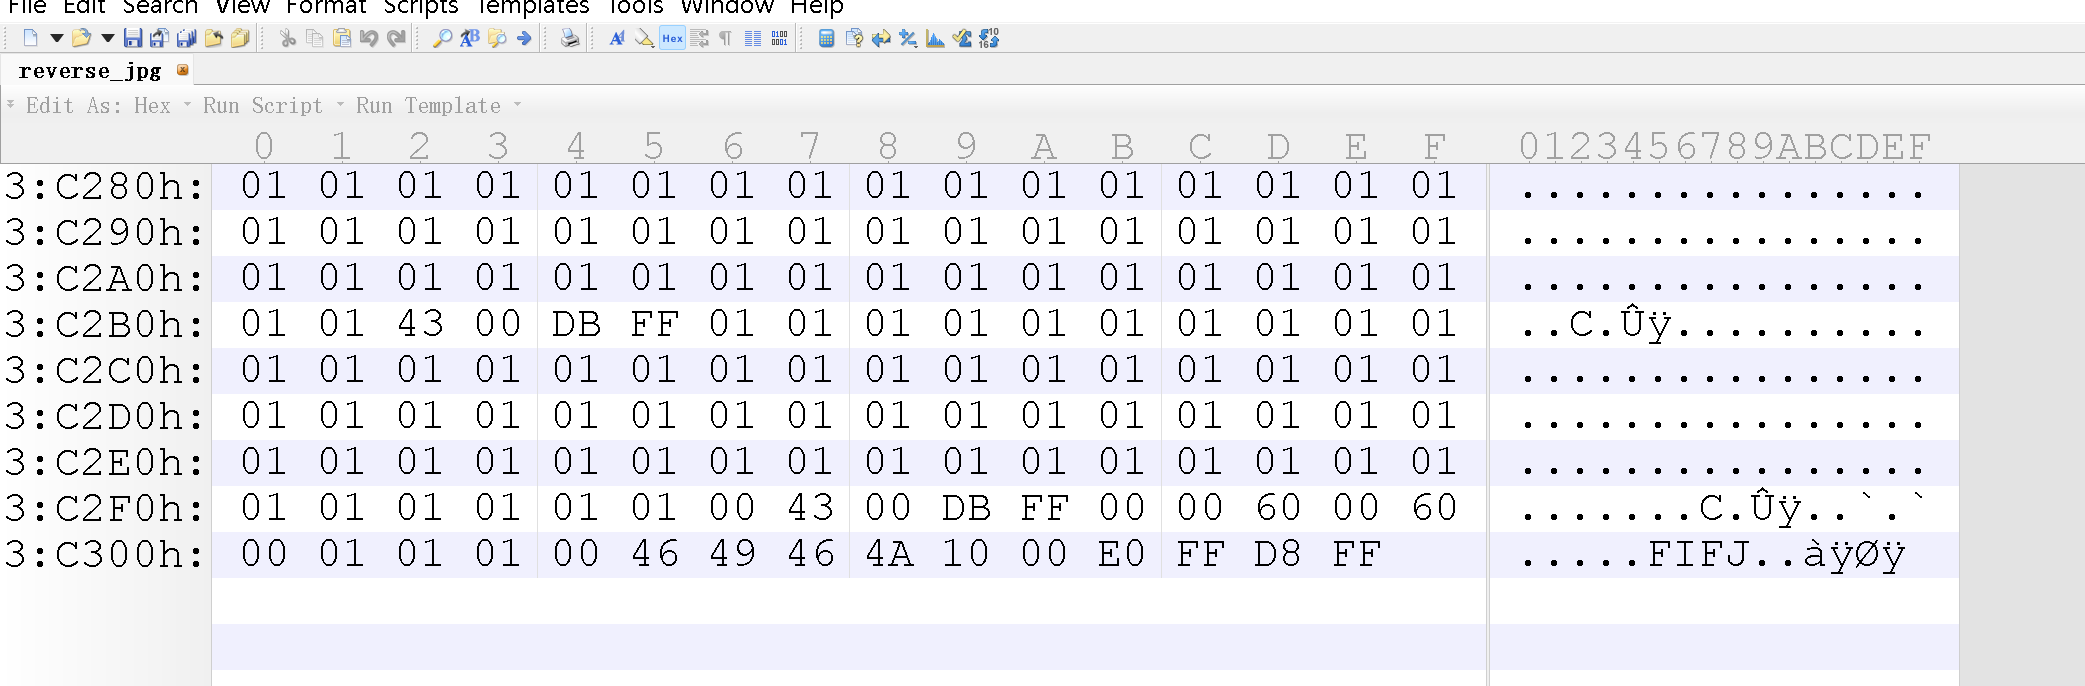 File Edit Search View Format Scripts Templates Tools Window Help
Hex
reverse_jpg
Edit As: Hex Run Script Run Template
0 1 2 3 4 5 6 7 8 9 A B C D E F 0123456789ABCDEF
3:C280h: 01 01 01 01 01 01 01 01 01 01 01 01 01 01 01 01 ................
3:C290h: 01 01 01 01 01 01 01 01 01 01 01 01 01 01 01 01 ................
3:C2A0h: 01 01 01 01 01 01 01 01 01 01 01 01 01 01 01 01 ................
3:C2B0h: 01 01 43 00 DB FF 01 01 01 01 01 01 01 01 01 01 ..C.Ûÿ..........
3:C2C0h: 01 01 01 01 01 01 01 01 01 01 01 01 01 01 01 01 ................
3:C2D0h: 01 01 01 01 01 01 01 01 01 01 01 01 01 01 01 01 ................
3:C2E0h: 01 01 01 01 01 01 01 01 01 01 01 01 01 01 01 01 ................
3:C2F0h: 01 01 01 01 01 01 00 43 00 DB FF 00 00 60 00 60 .......C.Ûÿ..`.`
3:C300h: 00 01 01 01 00 46 49 46 4A 10 00 E0 FF D8 FF .....FIFJ..àÿØÿ